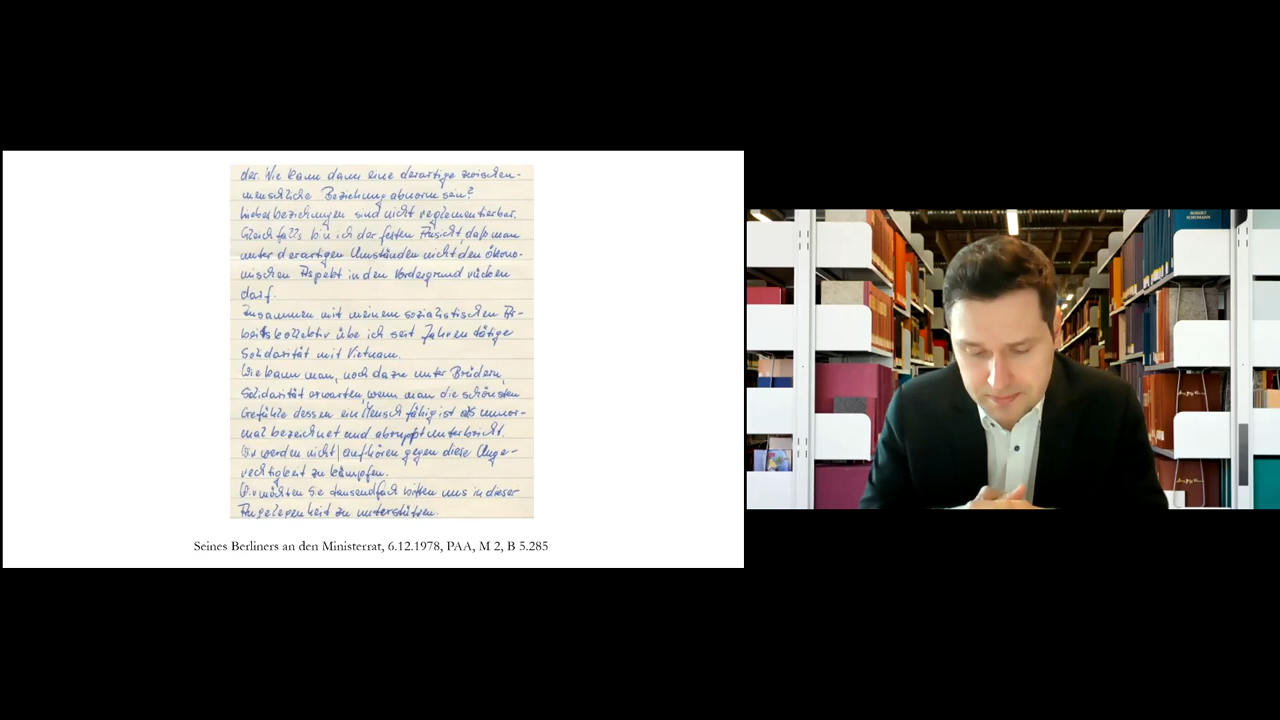 der. Wie kann dann eine derartige zwischen-
menschliche Beziehung abnorm sein?
Liebesbeziehungen sind nicht reglementierbar.
Gleichfalls bin ich der festen Ansicht daß man
unter derartigen Umständen nicht den ökono-
mischen Aspekt in den Vordergrund rücken
darf.
Zusammen mit meinem sozialistischen Ar-
beitskollektiv übe ich seit Jahren tätige
Solidarität mit Vietnam.
Wie kann man, noch dazu unter Brüdern,
Solidarität erwarten, wenn man die schönsten
Gefühle dessen ein Mensch fähig ist als unnor-
mal bezeichnet und abruppt unterbricht.
Wir werden nicht aufhören gegen diese Unge-
rechtigkeit zu kämpfen.
Wir möchten Sie tausendfach bitten uns in dieser
Angelegenheit zu unterstützen.
Seines Berliners an den Ministerrat, 6.12.1978, PAA, M 2, B 5.285
ROBERT
SCHUMANN